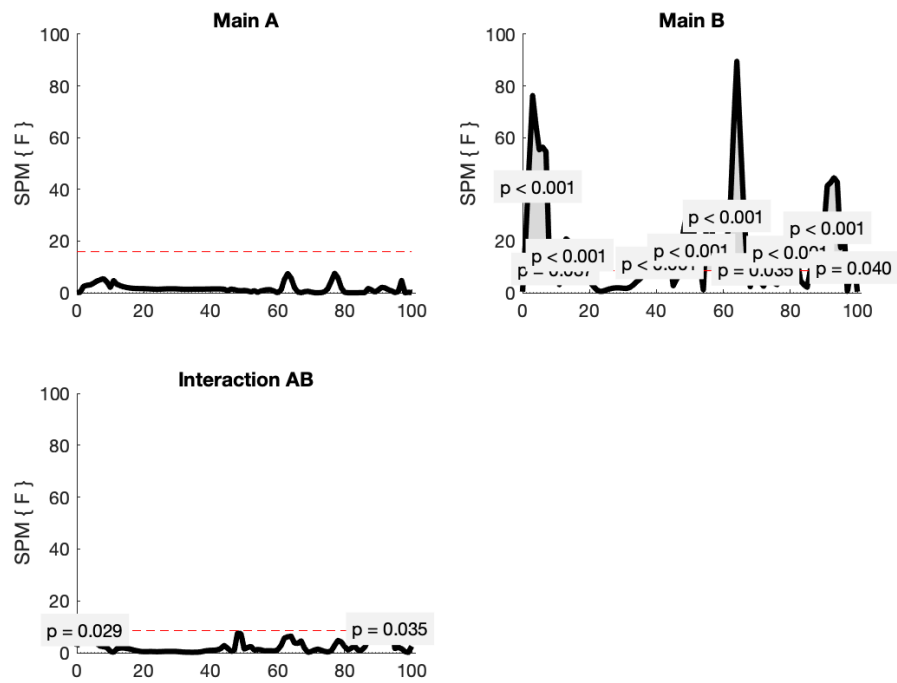 Main A
SPM { F }
100
80
60
40
20
0
0 20 40 60 80 100
Main B
SPM { F }
100
80
60
40
20
0
p < 0.001
p < 0.001
p < 0.001
p < 0.001
p < 0.001
p = 0.035
p = 0.040
0 20 40 60 80 100
Interaction AB
SPM { F }
100
80
60
40
20
0
p = 0.029
p = 0.035
0 20 40 60 80 100